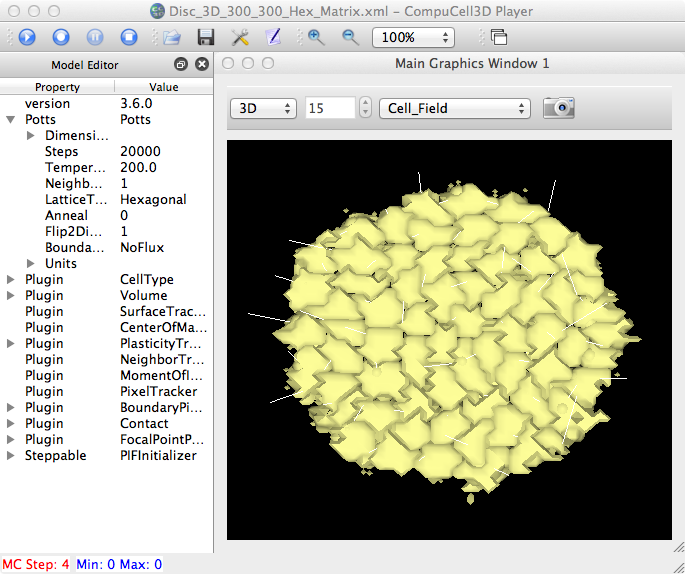 Disc_3D_300_300_Hex_Matrix.xml – CompuCell3D Player
100%
Model Editor
Main Graphics Window 1
Property Value
3D 15 Cell_Field
version 3.6.0
Potts Potts
Dimensi...
Steps 20000
Temper... 200.0
Neighb... 1
LatticeT... Hexagonal
Anneal 0
Flip2Di... 1
Bounda... NoFlux
Units
Plugin CellType
Plugin Volume
Plugin SurfaceTrac...
Plugin CenterOfMa...
Plugin PlasticityTr...
Plugin NeighborTr...
Plugin MomentOfI...
Plugin PixelTracker
Plugin BoundaryPi...
Plugin Contact
Plugin FocalPointP...
Steppable PIFInitializer
MC Step: 4 Min: 0 Max: 0